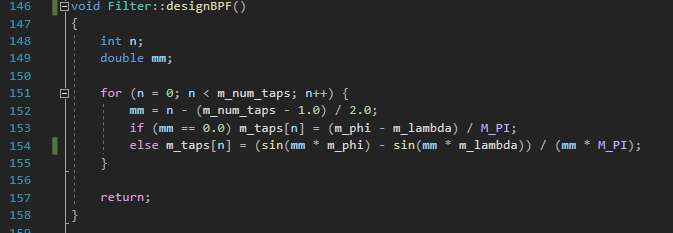 146 void Filter::designBPF()
147 {
148 int n;
149 double mm;
150
151 for (n = 0; n < m_num_taps; n++) {
152 mm = n - (m_num_taps - 1.0) / 2.0;
153 if (mm == 0.0) m_taps[n] = (m_phi - m_lambda) / M_PI;
154 else m_taps[n] = (sin(mm * m_phi) - sin(mm * m_lambda)) / (mm * M_PI);
155 }
156
157 return;
158 }